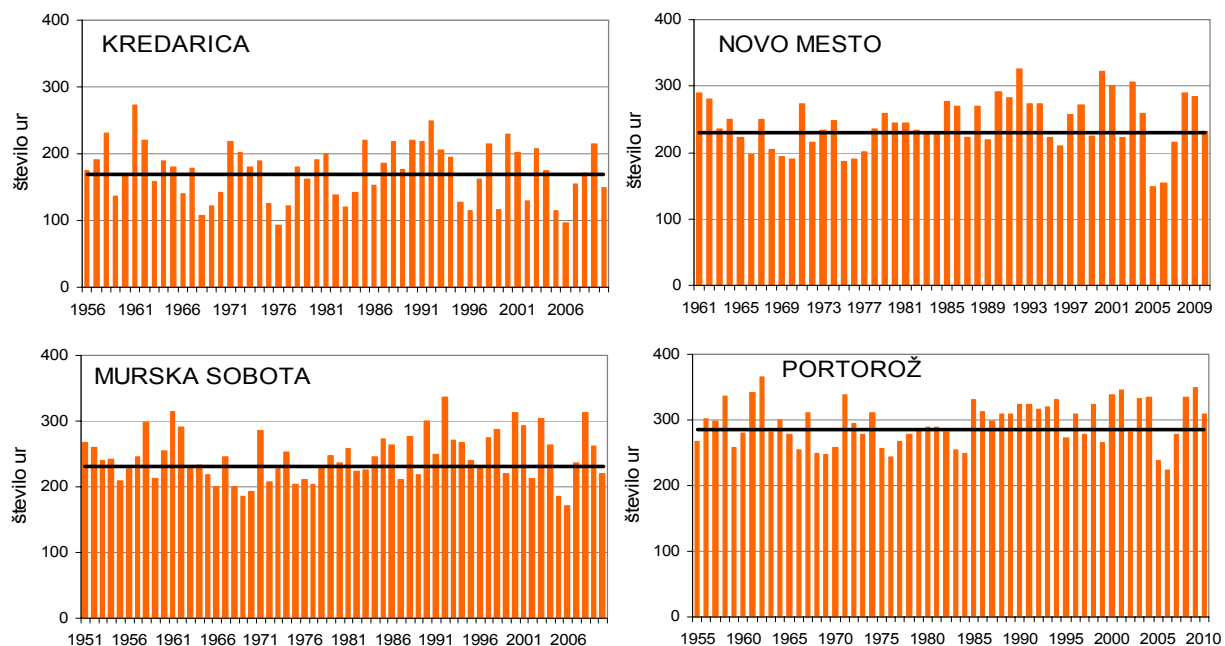 KREDARICA
število ur
400
300
200
100
0
1956 1961 1966 1971 1976 1981 1986 1991 1996 2001 2006
NOVO MESTO
število ur
400
300
200
100
0
1961 1965 1969 1973 1977 1981 1985 1989 1993 1997 2001 2005 2009
MURSKA SOBOTA
število ur
400
300
200
100
0
1951 1956 1961 1966 1971 1976 1981 1986 1991 1996 2001 2006
PORTOROŽ
število ur
400
300
200
100
0
1955 1960 1965 1970 1975 1980 1985 1990 1995 2000 2005 2010